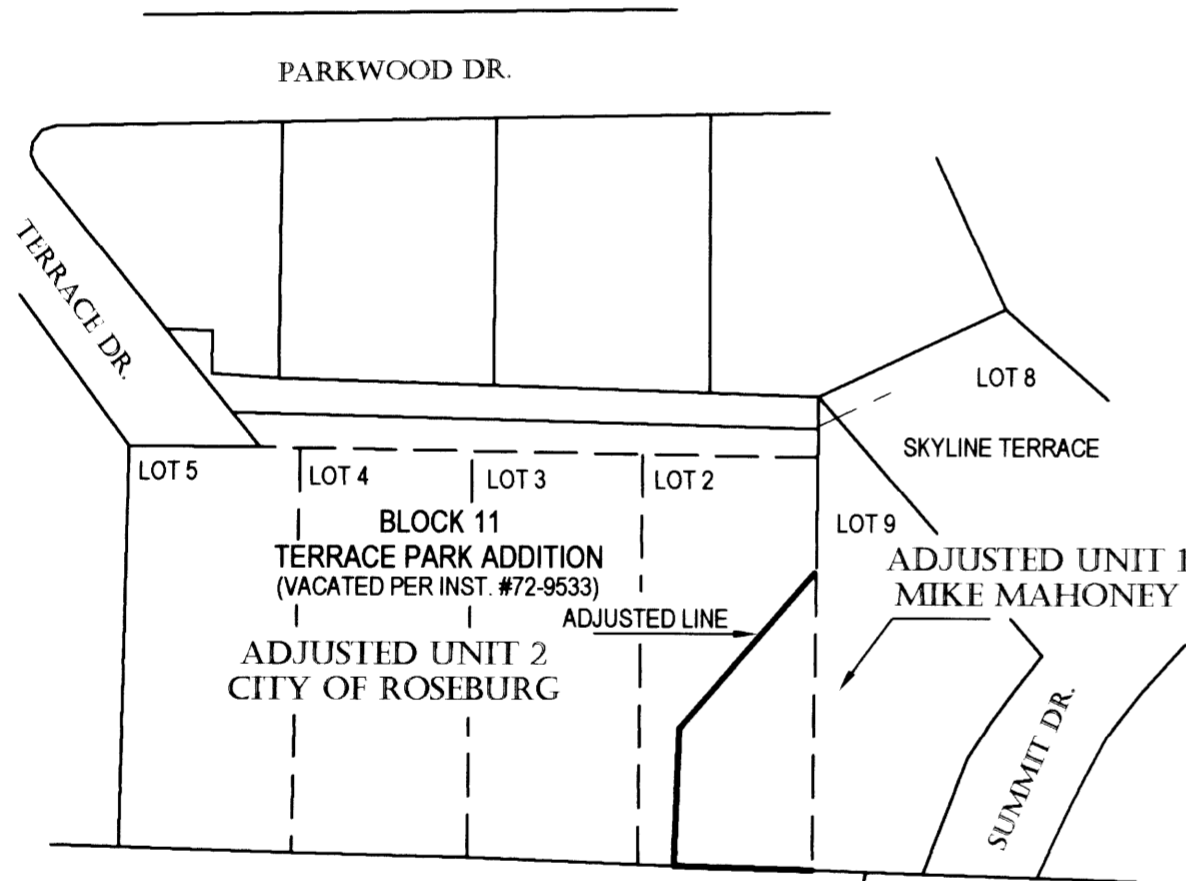 PARKWOOD DR.
TERRACE DR.
LOT 8
SKYLINE TERRACE
LOT 5
LOT 4
LOT 3
LOT 2
LOT 9
BLOCK 11
TERRACE PARK ADDITION
(VACATED PER INST. #72-9533)
ADJUSTED LINE
ADJUSTED UNIT 1
MIKE MAHONEY
ADJUSTED UNIT 2
CITY OF ROSEBURG
SUMMIT DR.